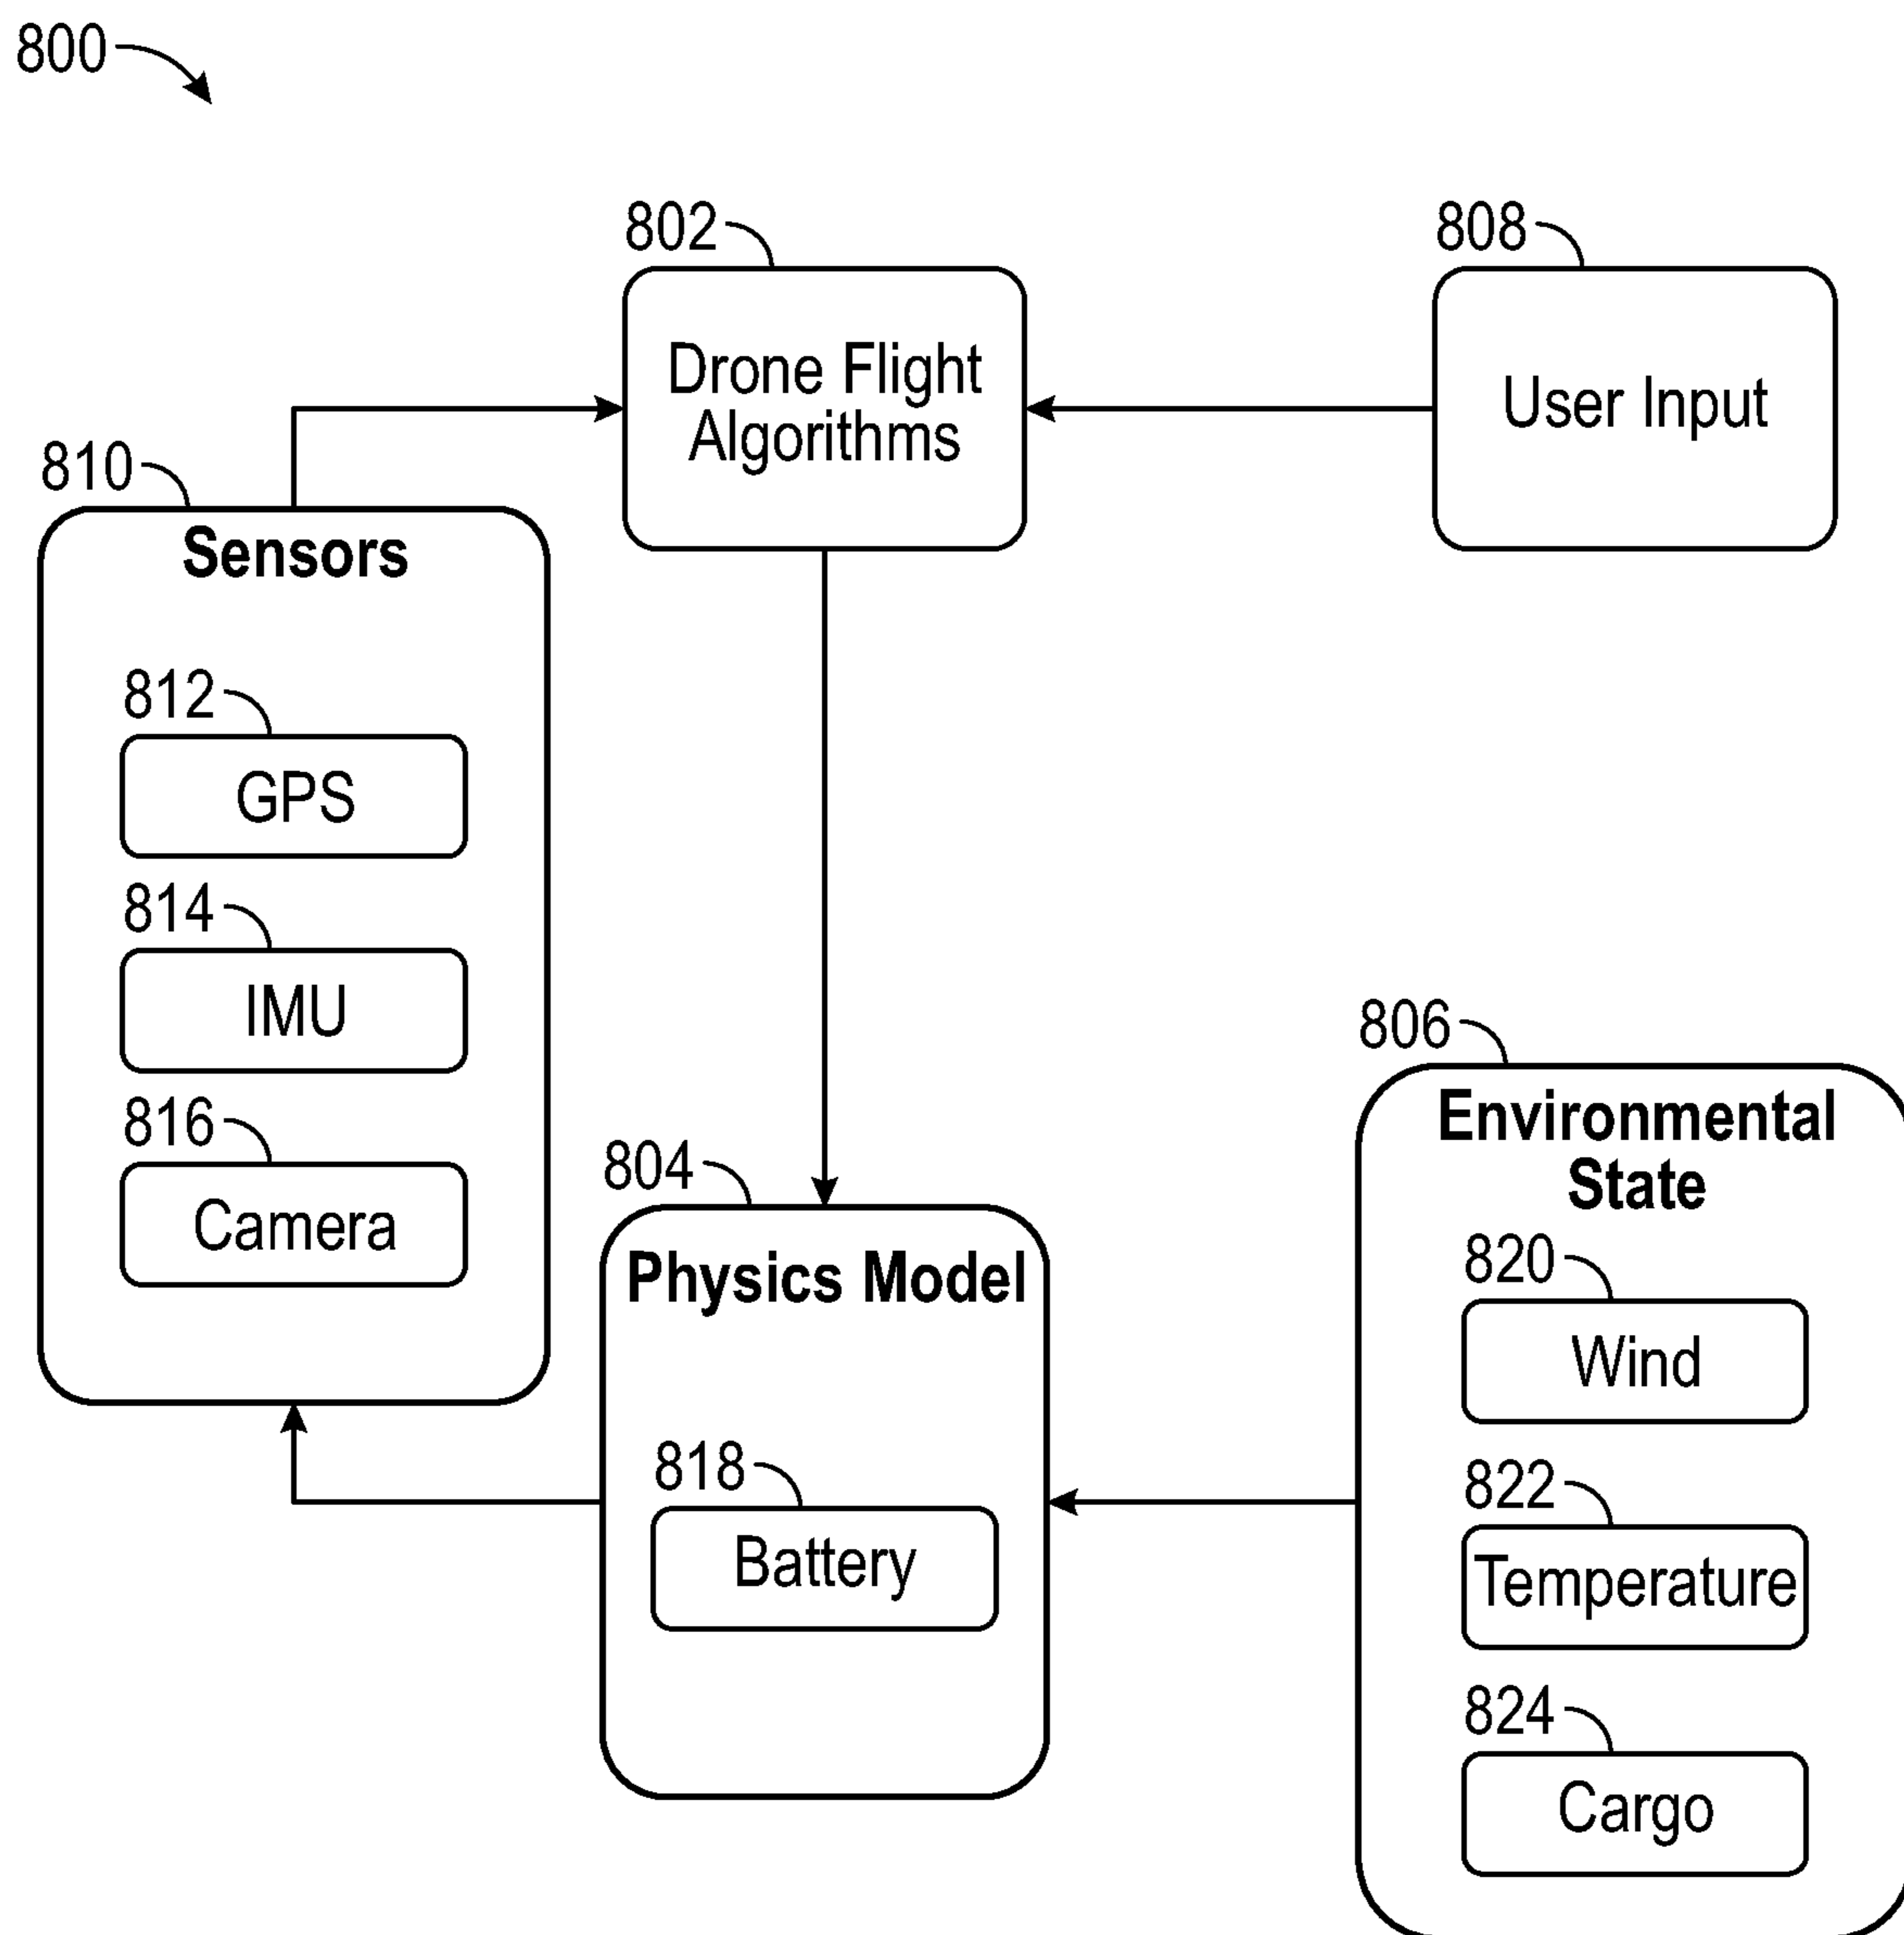 800
802
808
Drone Flight
Algorithms
User Input
810
Sensors
812
GPS
814
IMU
816
Camera
804
Physics Model
818
Battery
806
Environmental
State
820
Wind
822
Temperature
824
Cargo